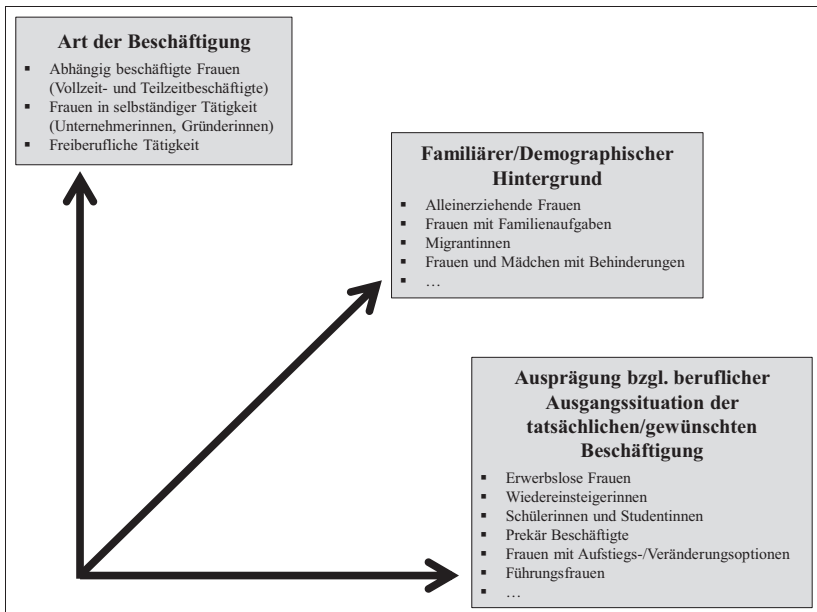 Art der Beschäftigung
▪ Abhängig beschäftigte Frauen
(Vollzeit- und Teilzeitbeschäftigte)
▪ Frauen in selbständiger Tätigkeit
(Unternehmerinnen, Gründerinnen)
▪ Freiberufliche Tätigkeit
Familiärer/Demographischer
Hintergrund
▪ Alleinerziehende Frauen
▪ Frauen mit Familienaufgaben
▪ Migrantinnen
▪ Frauen und Mädchen mit Behinderungen
▪ …
Ausprägung bzgl. beruflicher
Ausgangssituation der
tatsächlichen/gewünschten
Beschäftigung
▪ Erwerbslose Frauen
▪ Wiedereinsteigerinnen
▪ Schülerinnen und Studentinnen
▪ Prekär Beschäftigte
▪ Frauen mit Aufstiegs-/Veränderungsoptionen
▪ Führungsfrauen
▪ …